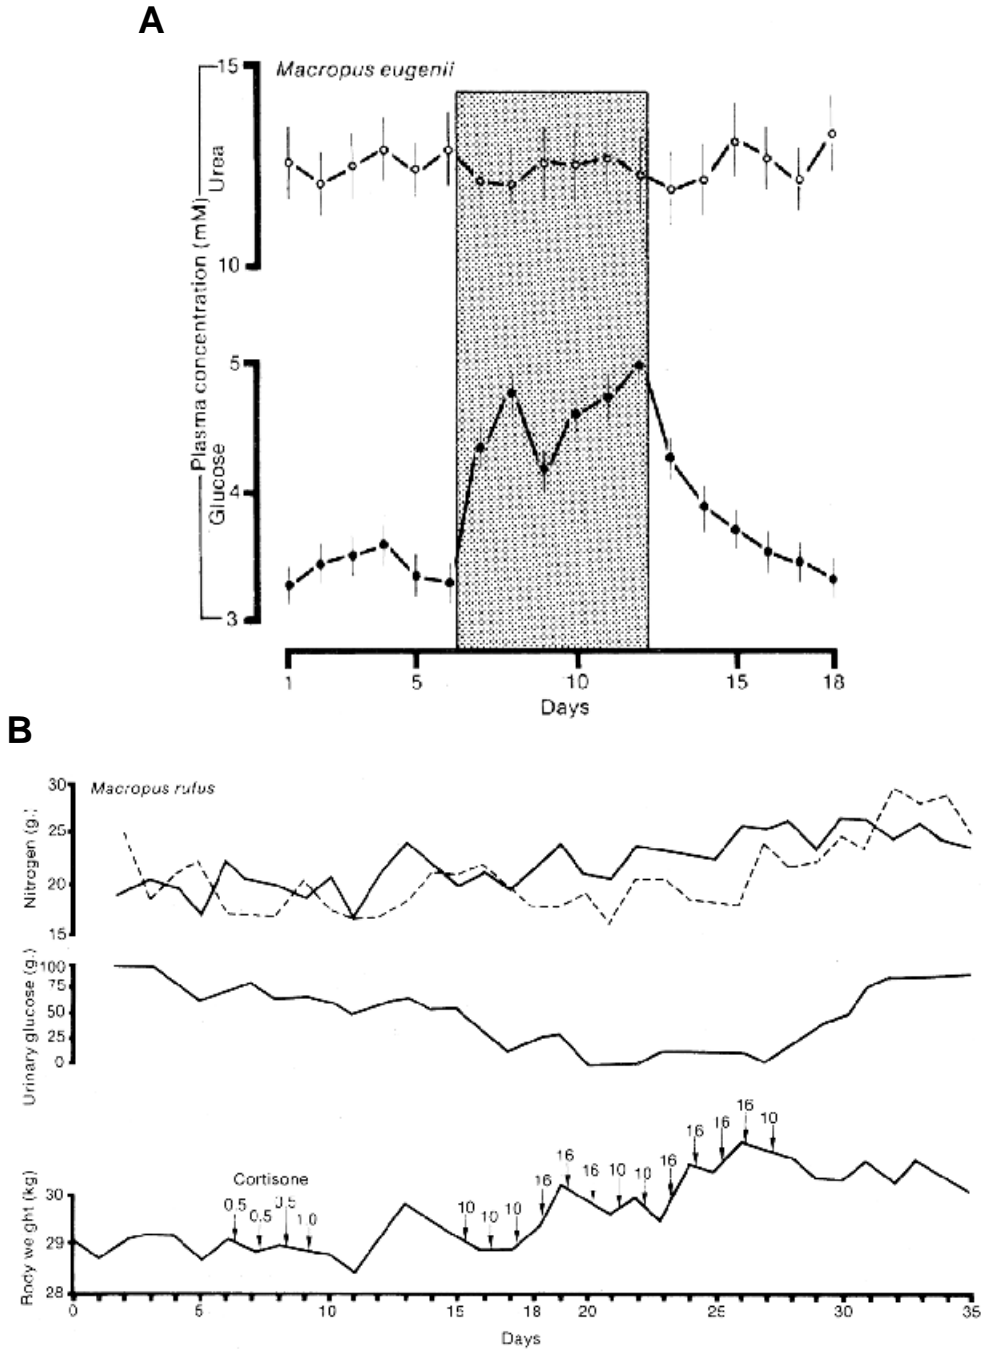 A
15
Macropus eugenii
Urea
10
Plasma concentration (mM)
5
Glucose
4
3
1
5
10
15
18
Days
B
30
Macropus rufus
Nitrogen (g.)
25
20
15
Urinary glucose (g.)
100
75
50
25
0
16
16 10
16
16 16
16 10 10
Cortisone
16
0.5 0.5 1.0
0.5
10 10 10
Body weight (kg)
30
29
28
0 5 10 15 18 20 25 30 35
Days